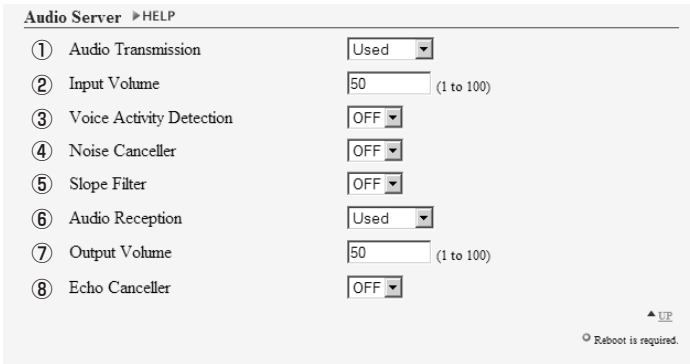 Audio Server ▶HELP
① Audio Transmission Used
② Input Volume 50 (1 to 100)
③ Voice Activity Detection OFF
④ Noise Canceller OFF
⑤ Slope Filter OFF
⑥ Audio Reception Used
⑦ Output Volume 50 (1 to 100)
⑧ Echo Canceller OFF
▲UP
Reboot is required.